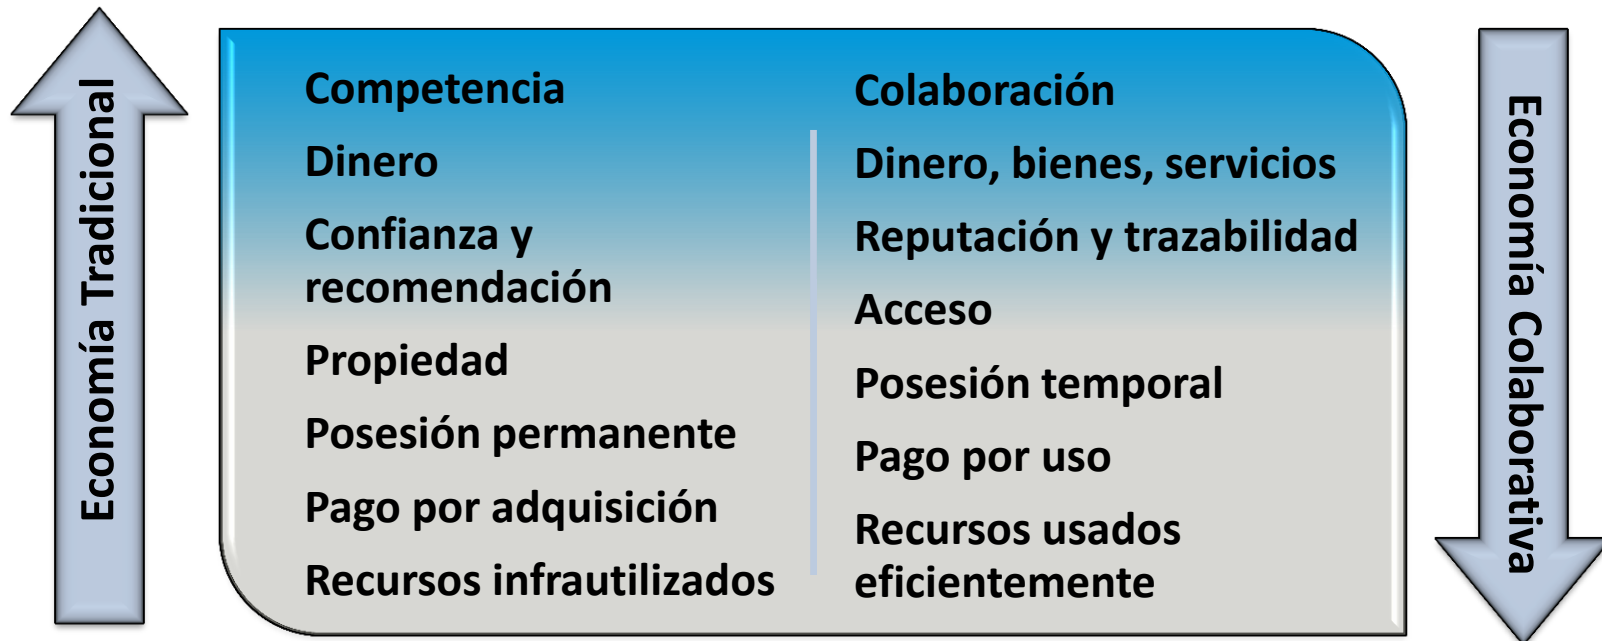 Economía Tradicional
Competencia
Dinero
Confianza y
recomendación
Propiedad
Posesión permanente
Pago por adquisición
Recursos infrautilizados
Colaboración
Dinero, bienes, servicios
Reputación y trazabilidad
Acceso
Posesión temporal
Pago por uso
Recursos usados
eficientemente
Economía Colaborativa